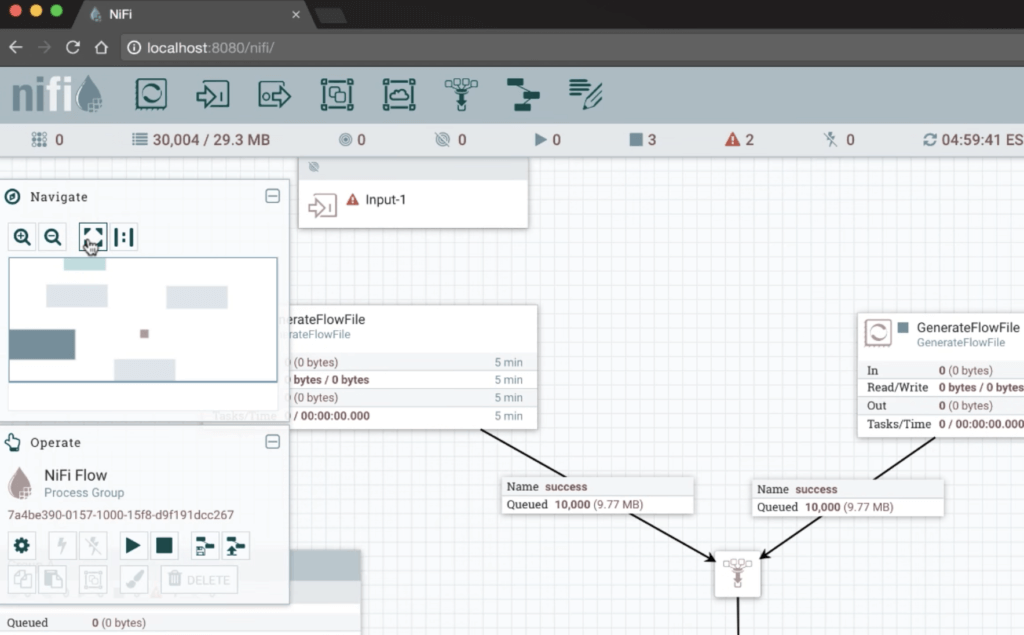 NiFi
localhost:8080/nifi/
nifi
0
30,004 / 29.3 MB
0
0
0
3
2
0
04:59:41 ES
Navigate
Input-1
erateFlowFile
rateFlowFile
(0 bytes) 5 min
bytes / 0 bytes 5 min
(0 bytes) 5 min
Tasks/Time / 00:00:00.000 5 min
GenerateFlowFile
GenerateFlowFile
In 0 (0 bytes)
Read/Write 0 bytes / 0 bytes
Out 0 (0 bytes)
Tasks/Time 0 / 00:00:00.000
Operate
NiFi Flow
Process Group
7a4be390-0157-1000-15f8-d9f191dcc267
DELETE
Name success
Queued 10,000 (9.77 MB)
Name success
Queued 10,000 (9.77 MB)
Queued 0 (0 bytes)